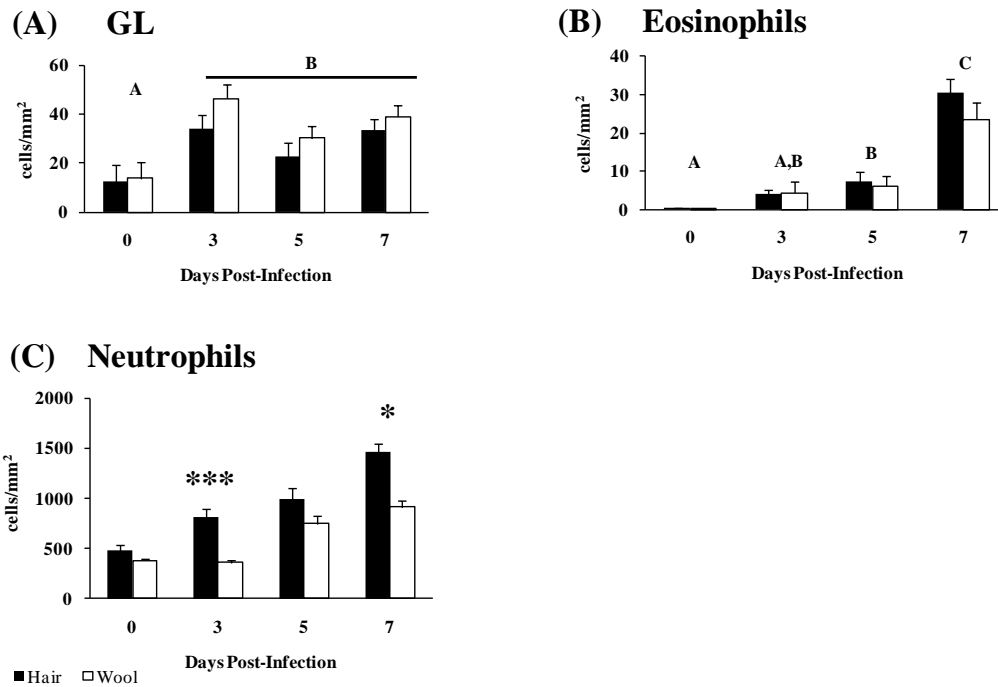 (A) GL
B
A
60
40
20
0
cells/mm²
0 3 5 7
Days Post-Infection
(B) Eosinophils
C
A A,B B
40
30
20
10
0
cells/mm²
0 3 5 7
Days Post-Infection
(C) Neutrophils
2000
1500
1000
500
0
cells/mm²
*
***
0 3 5 7
Days Post-Infection
Hair Wool